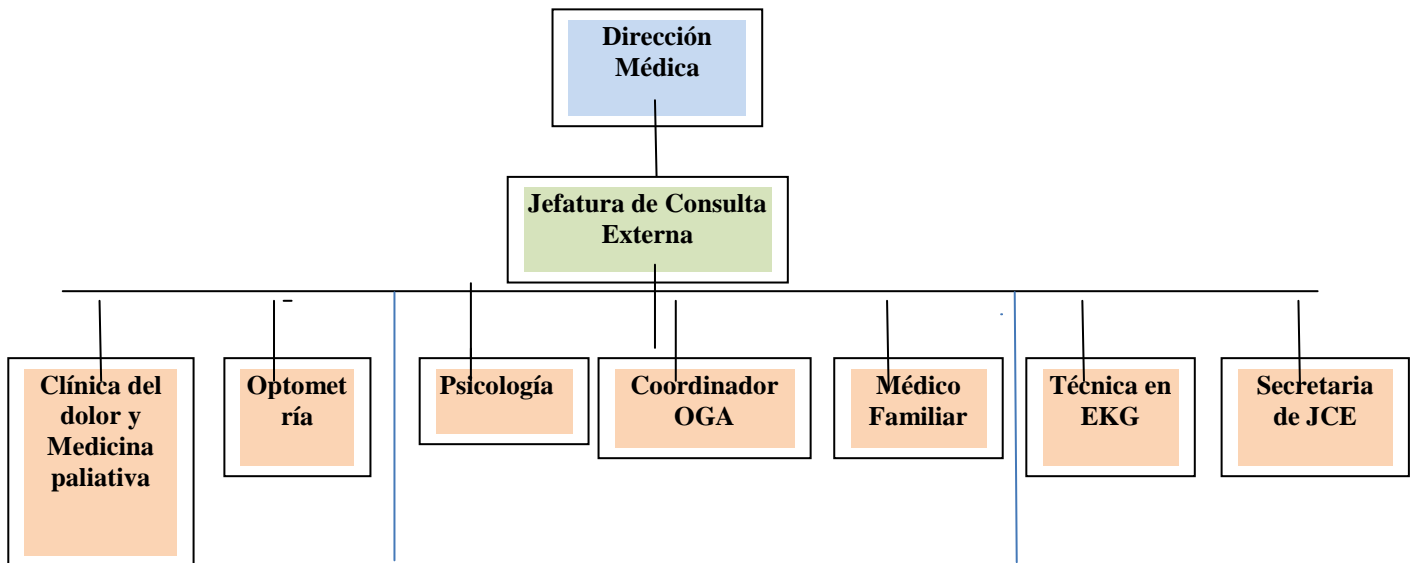 Dirección
Médica
Jefatura de Consulta
Externa
Clínica del
dolor y
Medicina
paliativa
Optomet
ría
Psicología
Coordinador
OGA
Médico
Familiar
Técnica en
EKG
Secretaria
de JCE